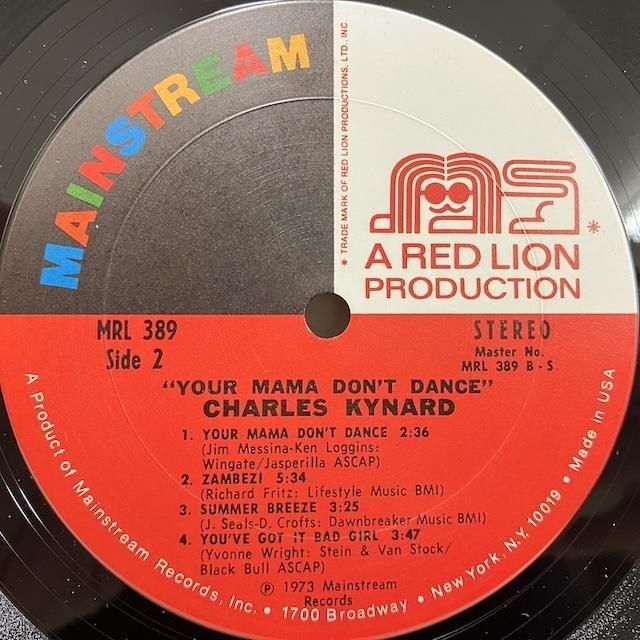 MAINSTREAM
* TRADE MARK OF RED LION PRODUCTIONS, LTD. INC.
*
A RED LION
PRODUCTION
MRL 389
Side 2
STEREO
Master No.
MRL 389 B - S
"YOUR MAMA DON'T DANCE"
CHARLES KYNARD
1. YOUR MAMA DON'T DANCE 2:36
(Jim Messina-Ken Loggins:
Wingate/Jasperilla ASCAP)
2. ZAMBEZI 5:34
(Richard Fritz: Lifestyle Music BMI)
3. SUMMER BREEZE 3:25
(J. Seals-D. Crofts: Dawnbreaker Music BMI)
4. YOU'VE GOT IT BAD GIRL 3:47
(Yvonne Wright: Stein & Van Stock/
Black Bull ASCAP)
℗ 1973 Mainstream
Records
A Product of Mainstream Records, Inc. • 1700 Broadway • New York, N.Y. 10019 • Made in USA